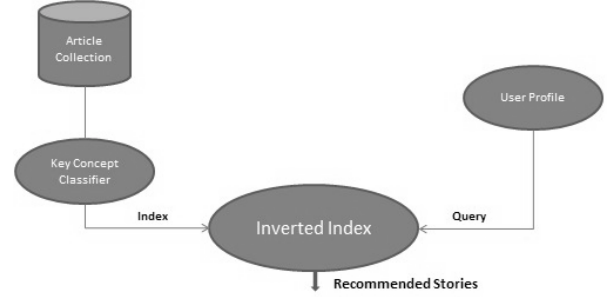 Article
Collection
User Profile
Key Concept
Classifier
Index
Inverted Index
Query
Recommended Stories